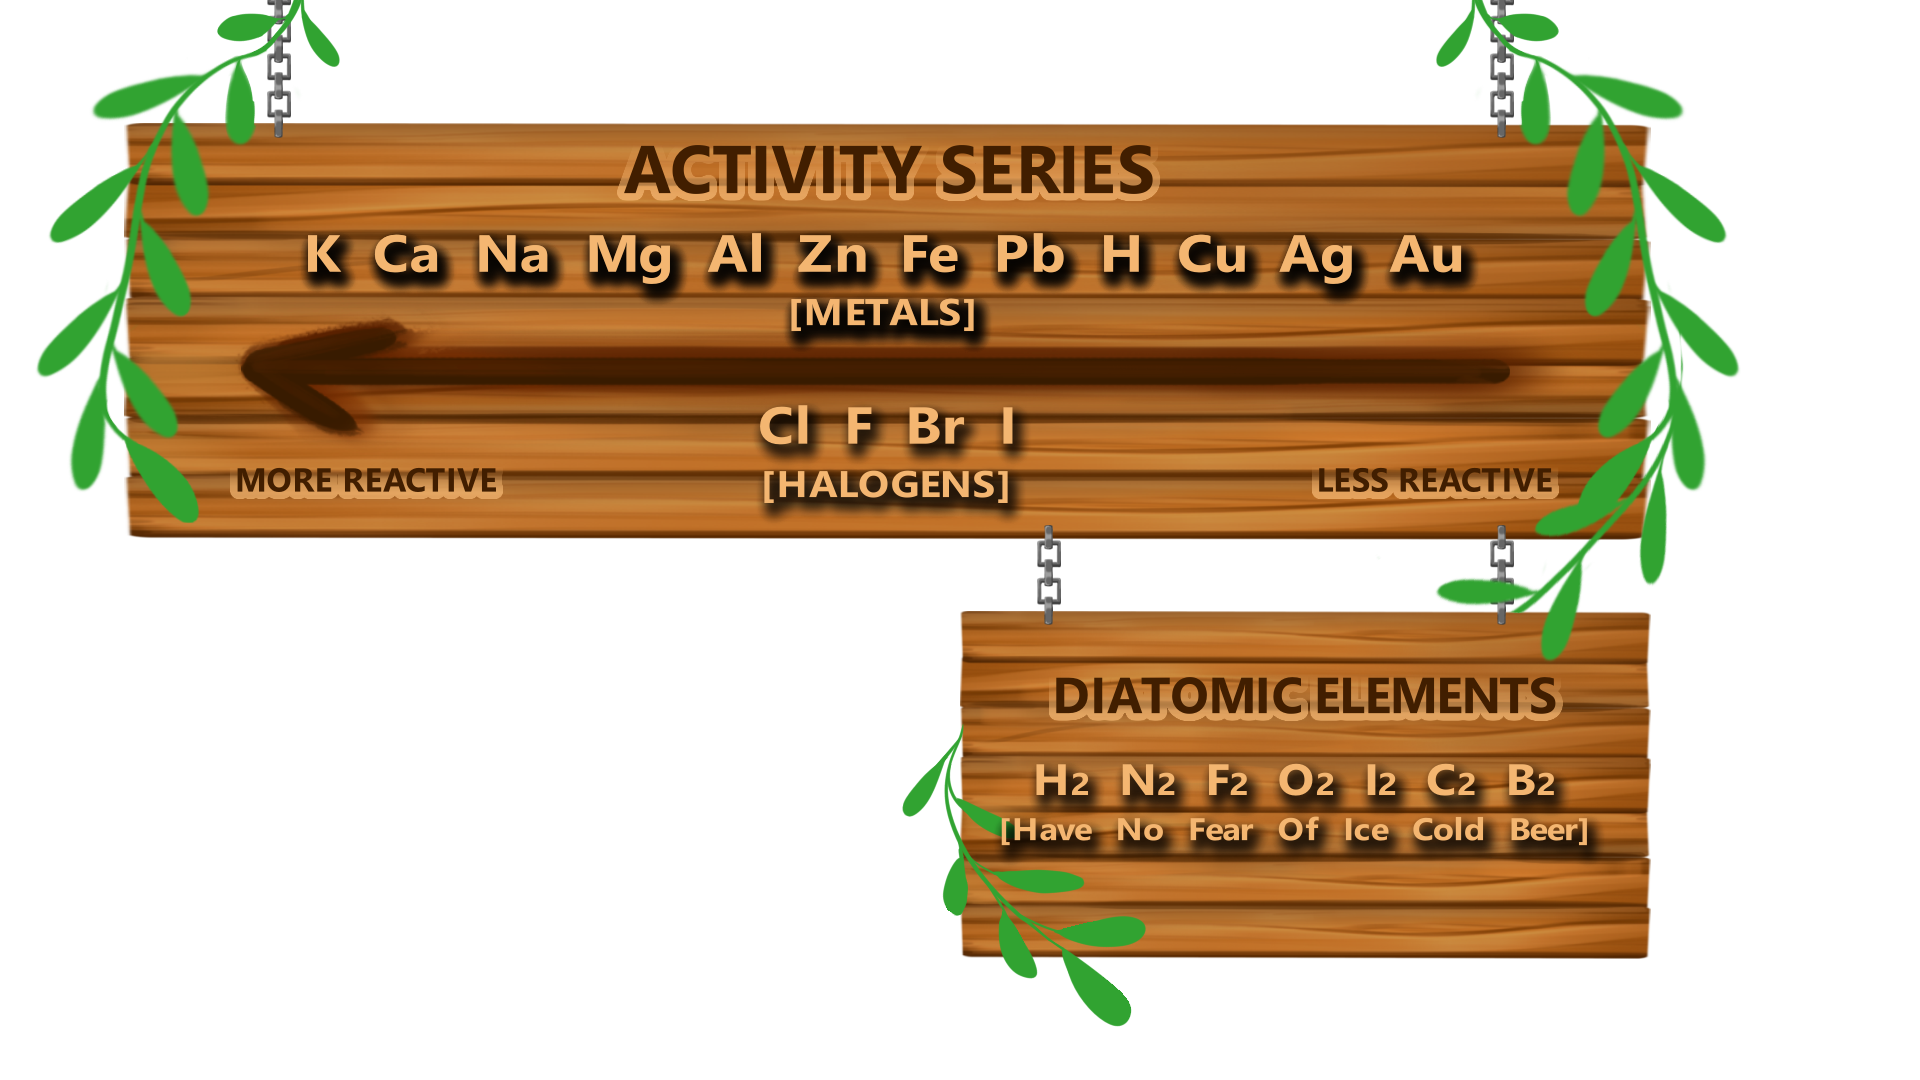 ACTIVITY SERIES
K Ca Na Mg Al Zn Fe Pb H Cu Ag Au
[METALS]
Cl F Br I
[HALOGENS]
MORE REACTIVE LESS REACTIVE
DIATOMIC ELEMENTS
H2 N2 F2 O2 I2 C2 B2
[Have No Fear Of Ice Cold Beer]